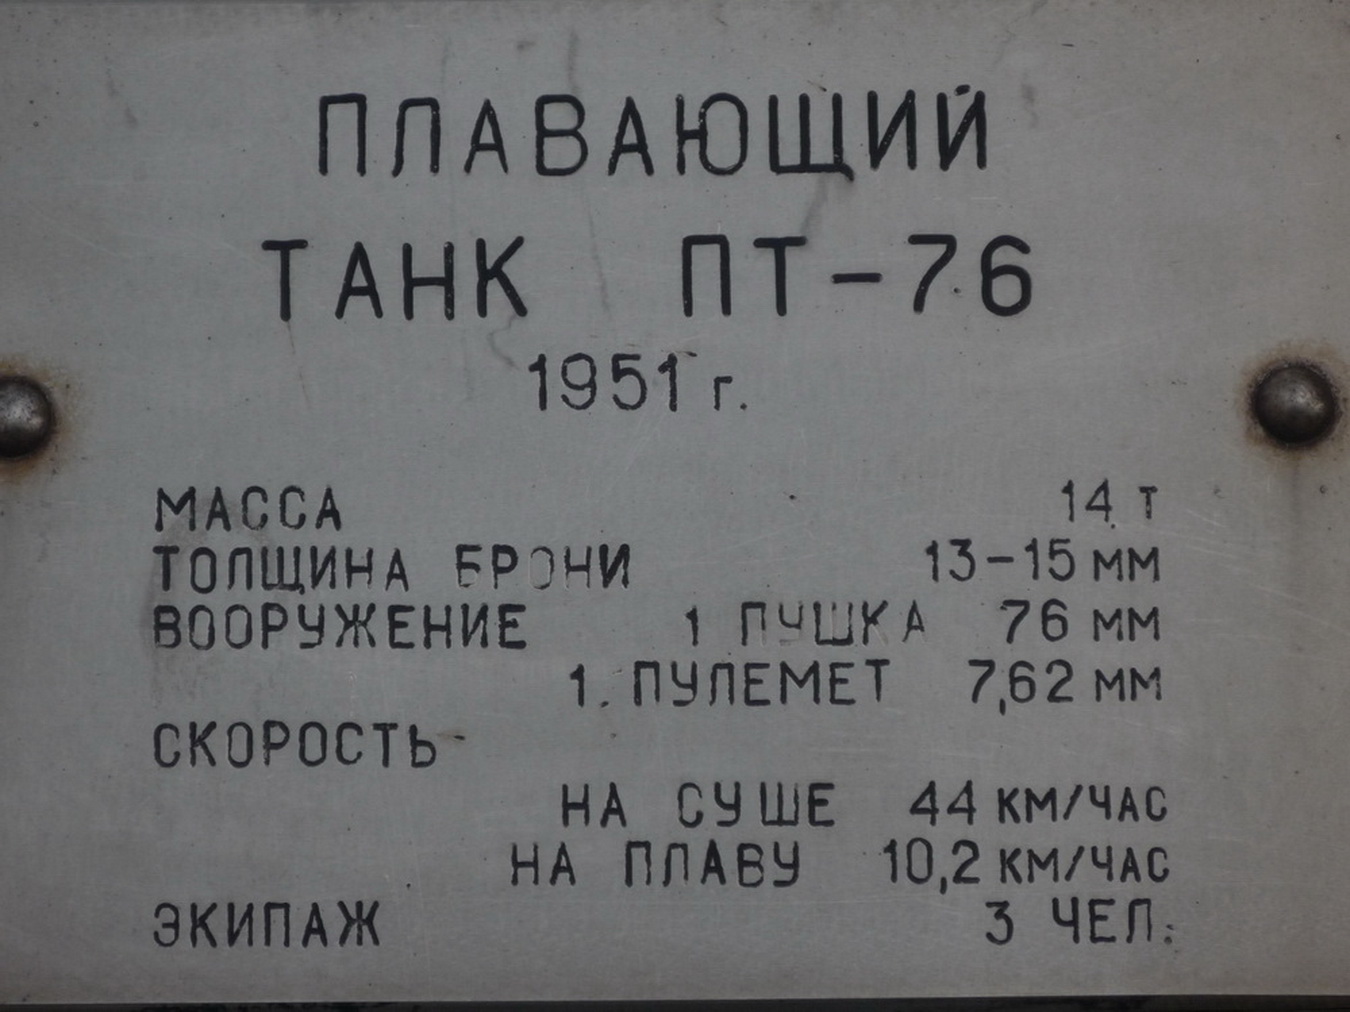 ПЛАВАЮЩИЙ
ТАНК ПТ-76
1951 г.
МАССА 14 т
ТОЛЩИНА БРОНИ 13-15 мм
ВООРУЖЕНИЕ 1 ПУШКА 76 мм
1 ПУЛЕМЕТ 7,62 мм
СКОРОСТЬ
НА СУШЕ 44 КМ/ЧАС
НА ПЛАВУ 10,2 КМ/ЧАС
ЭКИПАЖ 3 ЧЕЛ.